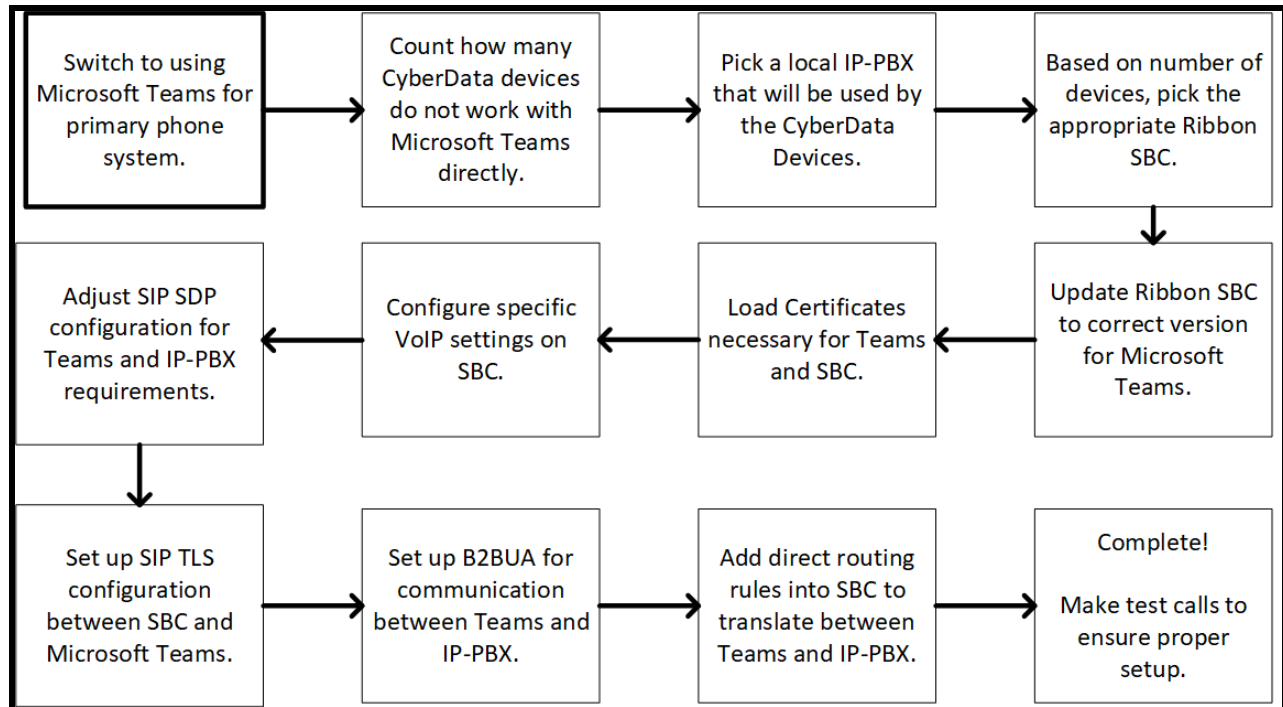 Switch to using
Microsoft Teams for
primary phone
system.
Count how many
CyberData devices
do not work with
Microsoft Teams
directly.
Pick a local IP-PBX
that will be used by
the CyberData
Devices.
Based on number of
devices, pick the
appropriate Ribbon
SBC.
Update Ribbon SBC
to correct version
for Microsoft
Teams.
Load Certificates
necessary for Teams
and SBC.
Configure specific
VoIP settings on
SBC.
Adjust SIP SDP
configuration for
Teams and IP-PBX
requirements.
Set up SIP TLS
configuration
between SBC and
Microsoft Teams.
Set up B2BUA for
communication
between Teams and
IP-PBX.
Add direct routing
rules into SBC to
translate between
Teams and IP-PBX.
Complete!
Make test calls to
ensure proper
setup.